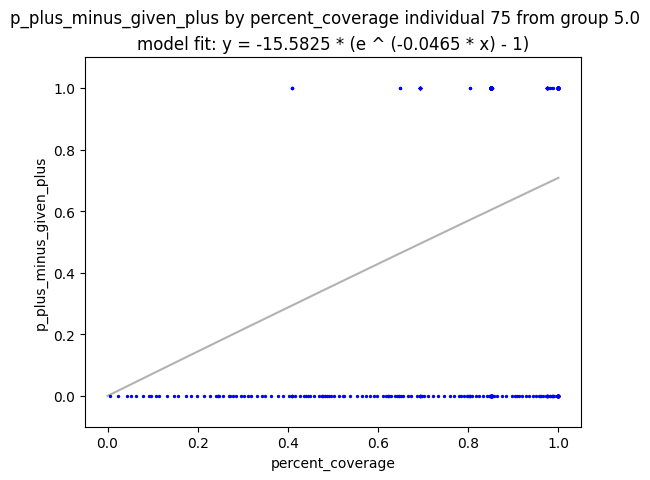 p_plus_minus_given_plus by percent_coverage individual 75 from group 5.0
model fit: y = -15.5825 * (e ^ (-0.0465 * x) - 1)
p_plus_minus_given_plus
1.0
0.8
0.6
0.4
0.2
0.0
0.0 0.2 0.4 0.6 0.8 1.0
percent_coverage